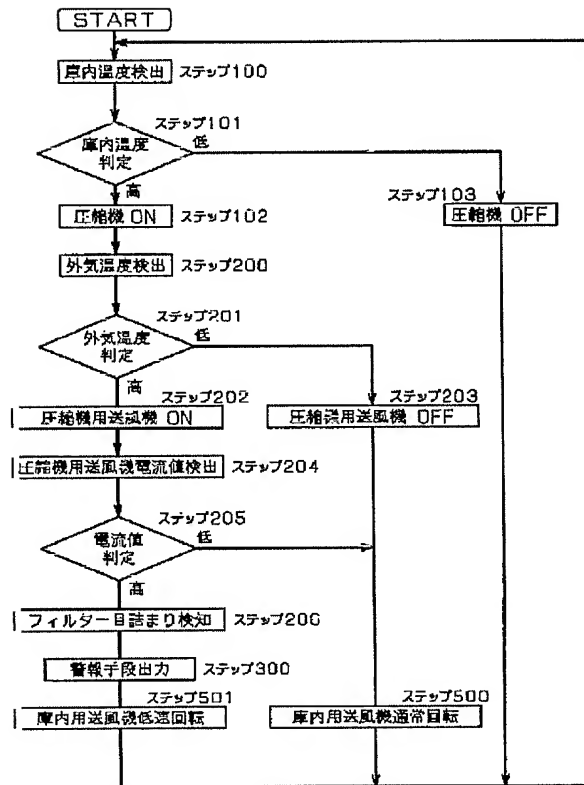 START
庫内温度検出 ステップ100
ステップ101
庫内温度 低
判定
高
圧縮機 ON ステップ102
ステップ103
圧縮機 OFF
外気温度検出 ステップ200
ステップ201
外気温度 低
判定
高
ステップ202
圧縮機用送風機 ON
ステップ203
圧縮機用送風機 OFF
圧縮機用送風機電流値検出 ステップ204
ステップ205
電流値 低
判定
高
フィルター目詰まり検知 ステップ206
警報手段出力 ステップ300
ステップ501
庫内用送風機低速回転
ステップ500
庫内用送風機通常回転